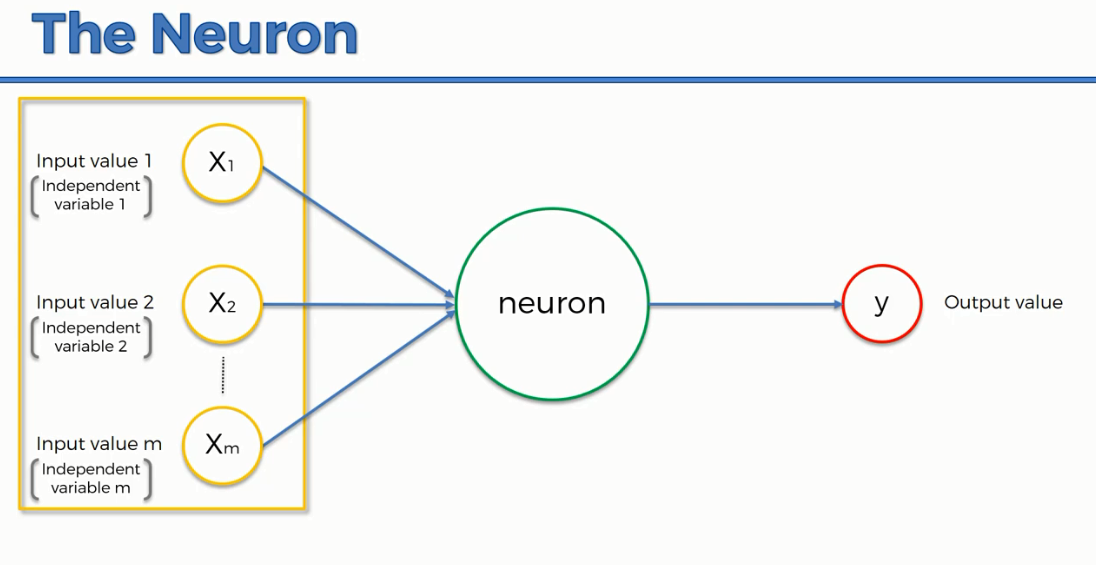 The Neuron
Input value 1
Independent
variable 1
X1
Input value 2
Independent
variable 2
X2
Input value m
Independent
variable m
Xm
neuron
y
Output value